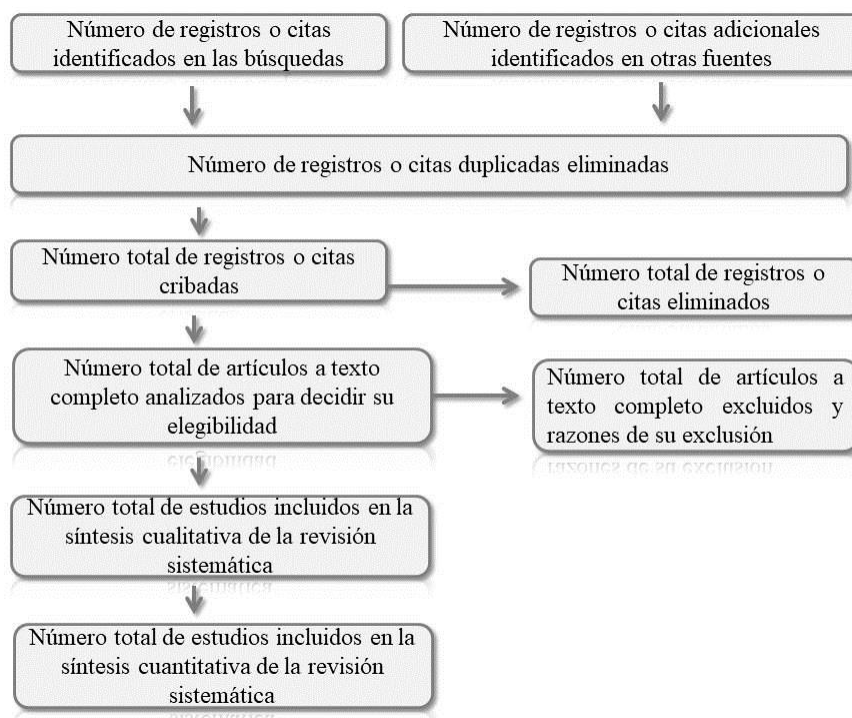 Número de registros o citas
identificados en las búsquedas
Número de registros o citas adicionales
identificados en otras fuentes
Número de registros o citas duplicadas eliminadas
Número total de registros o citas
cribadas
Número total de registros o
citas eliminados
Número total de artículos a texto
completo analizados para decidir su
elegibilidad
Número total de artículos a
texto completo excluidos y
razones de su exclusión
Número total de estudios incluidos en la
síntesis cualitativa de la revisión
sistemática
Número total de estudios incluidos en la
síntesis cuantitativa de la revisión
sistemática